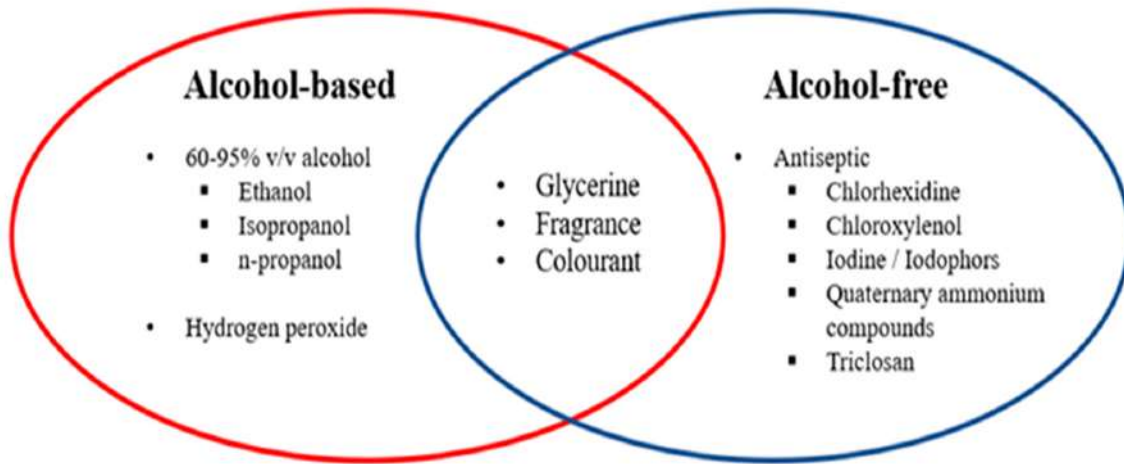 Alcohol-based
• 60-95% v/v alcohol
▪ Ethanol
▪ Isopropanol
▪ n-propanol
• Hydrogen peroxide
• Glycerine
• Fragrance
• Colourant
Alcohol-free
• Antiseptic
▪ Chlorhexidine
▪ Chloroxylenol
▪ Iodine / Iodophors
▪ Quaternary ammonium
compounds
▪ Triclosan